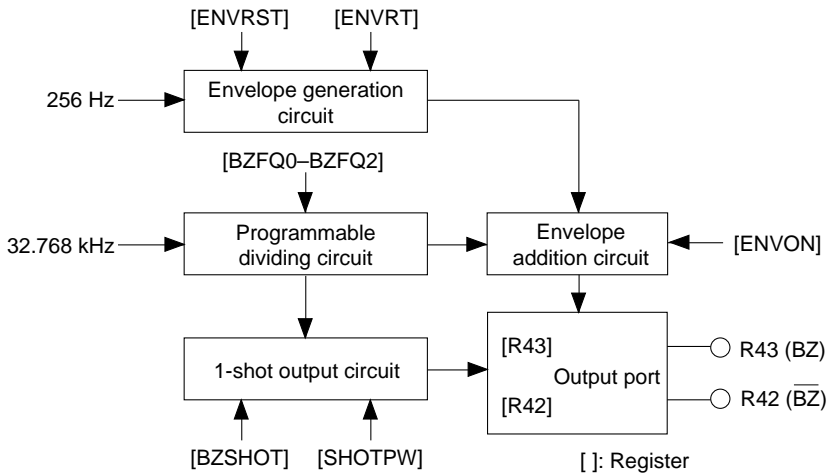 [ENVRST] [ENVRT]
256 Hz
Envelope generation
circuit
[BZFQ0–BZFQ2]
32.768 kHz
Programmable
dividing circuit
Envelope
addition circuit
[ENVON]
1-shot output circuit
[R43]
Output port
[R42]
R43 (BZ)
R42 (B̅Z̅)
[BZSHOT] [SHOTPW]
[ ]: Register